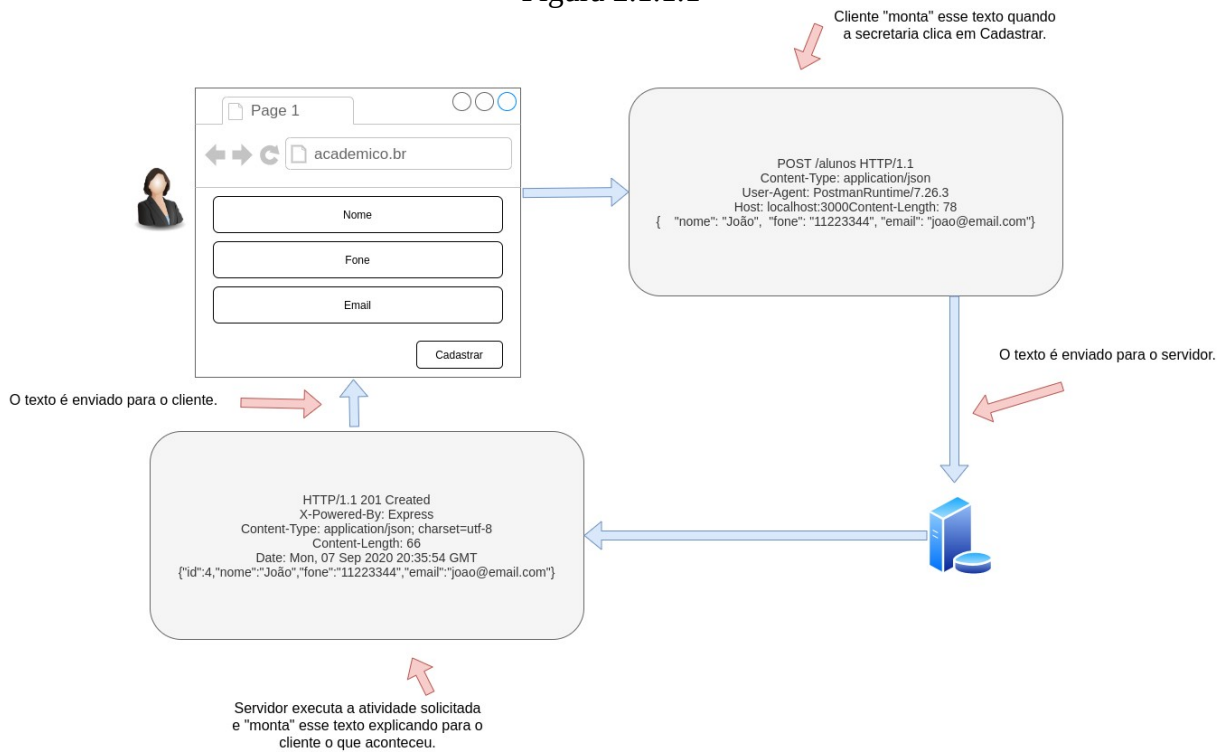 Cliente "monta" esse texto quando
a secretaria clica em Cadastrar.
Page 1
academico.br
Nome
Fone
Email
Cadastrar
POST /alunos HTTP/1.1
Content-Type: application/json
User-Agent: PostmanRuntime/7.26.3
Host: localhost:3000Content-Length: 78
{    "nome": "João",  "fone": "11223344", "email": "joao@email.com"}
O texto é enviado para o servidor.
O texto é enviado para o cliente.
HTTP/1.1 201 Created
X-Powered-By: Express
Content-Type: application/json; charset=utf-8
Content-Length: 66
Date: Mon, 07 Sep 2020 20:35:54 GMT
{"id":4,"nome":"João","fone":"11223344","email":"joao@email.com"}
Servidor executa a atividade solicitada
e "monta" esse texto explicando para o
cliente o que aconteceu.